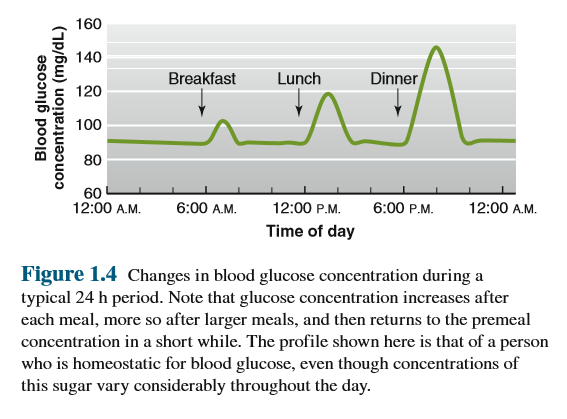 Blood glucose
concentration (mg/dL)
160
140
120
100
80
60
Breakfast
Lunch
Dinner
12:00 A.M.
6:00 A.M.
12:00 P.M.
6:00 P.M.
12:00 A.M.
Time of day
Figure 1.4 Changes in blood glucose concentration during a
typical 24 h period. Note that glucose concentration increases after
each meal, more so after larger meals, and then returns to the premeal
concentration in a short while. The profile shown here is that of a person
who is homeostatic for blood glucose, even though concentrations of
this sugar vary considerably throughout the day.